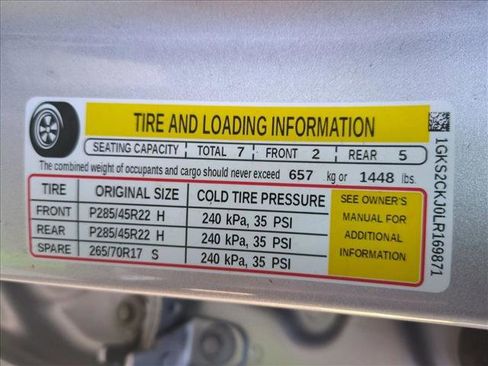 TIRE AND LOADING INFORMATION
SEATING CAPACITY TOTAL 7 FRONT 2 REAR 5
The combined weight of occupants and cargo should never exceed 657 kg or 1448 lbs.
TIRE ORIGINAL SIZE COLD TIRE PRESSURE
FRONT P285/45R22 H 240 kPa, 35 PSI
REAR P285/45R22 H 240 kPa, 35 PSI
SPARE 265/70R17 S 240 kPa, 35 PSI
SEE OWNER'S
MANUAL FOR
ADDITIONAL
INFORMATION
1GKS2CKJ0LR169871